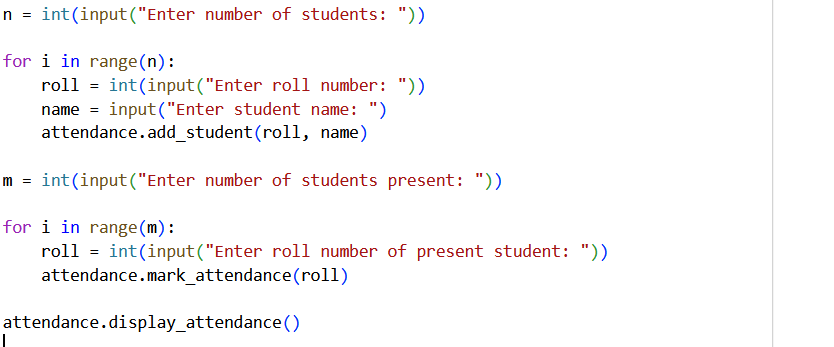 n = int(input("Enter number of students: "))
for i in range(n):
    roll = int(input("Enter roll number: "))
    name = input("Enter student name: ")
    attendance.add_student(roll, name)
m = int(input("Enter number of students present: "))
for i in range(m):
    roll = int(input("Enter roll number of present student: "))
    attendance.mark_attendance(roll)
attendance.display_attendance()